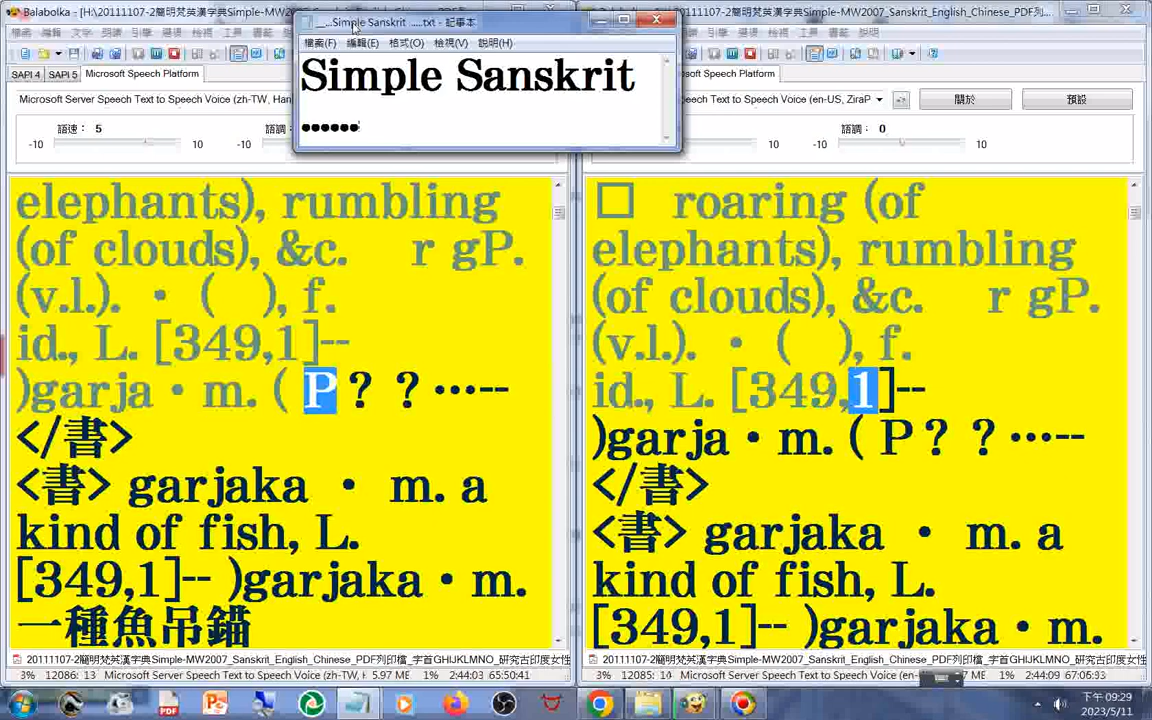 Balabolka - [H:\20111107-2簡明梵英漢字典Simple-MW2007
__...Simple Sanskrit .....txt - 記事本
-MW2007_Sanskrit_English_Chinese_PDF列
檔案(F) 編輯(E) 格式(O) 檢視(V) 說明(H)
Simple Sanskrit
●●●●●●
SAPI 4 SAPI 5 Microsoft Speech Platform
Microsoft Server Speech Text to Speech Voice (zh-TW, Han
語速： 5
-10 10 -10
elephants), rumbling
(of clouds), &c. r gP.
(v.l.). • ( ), f.
id., L. [349,1]--
)garja • m. ( P？ ？ …--
</書>
<書> garjaka • m. a
kind of fish, L.
[349,1]-- )garjaka • m.
一種魚吊錨
20111107-2簡明梵英漢字典Simple-MW2007_Sanskrit_English_Chinese_PDF列印檔_字首GHIJKLMNO_研究古印度女性
3% 12086: 13 Microsoft Server Speech Text to Speech Voice (zh-TW, H 5.97 ME 1% 2:44:03 65:50:41
Speech Platform
eech Text to Speech Voice (en-US, ZiraP 關於 預設
語調： 0
10 -10 10
□ roaring (of
elephants), rumbling
(of clouds), &c. r gP.
(v.l.). • ( ), f.
id., L. [349,1]--
)garja • m. ( P？ ？ …--
</書>
<書> garjaka • m. a
kind of fish, L.
[349,1]-- )garjaka • m.
20111107-2簡明梵英漢字典Simple-MW2007_Sanskrit_English_Chinese_PDF列印檔_字首GHIJKLMNO_研究古印度女性
3% 12085: 14 Microsoft Server Speech Text to Speech Voice 1% 2:44:09 67:06:33
PDF
下午 09:29
2023/5/11